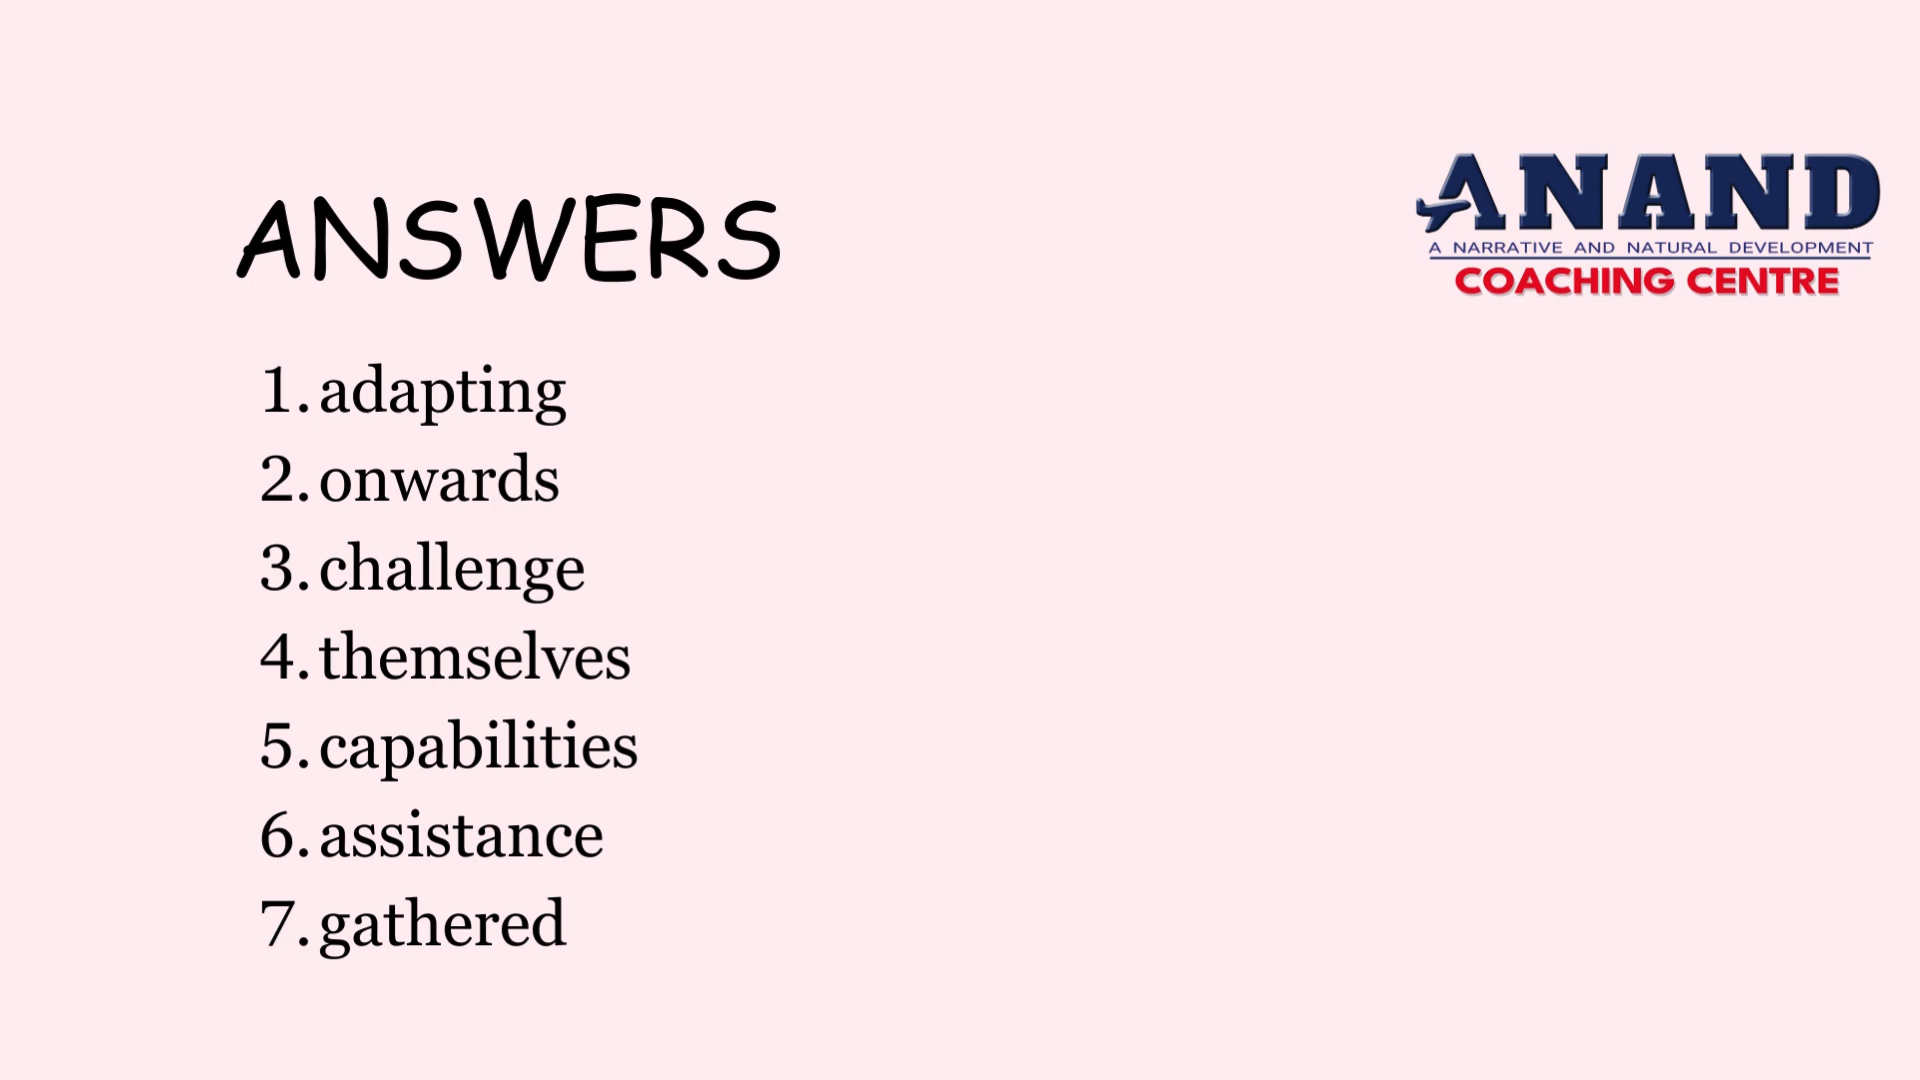 ANAND
A NARRATIVE AND NATURAL DEVELOPMENT
COACHING CENTRE
ANSWERS
1. adapting
2. onwards
3. challenge
4. themselves
5. capabilities
6. assistance
7. gathered